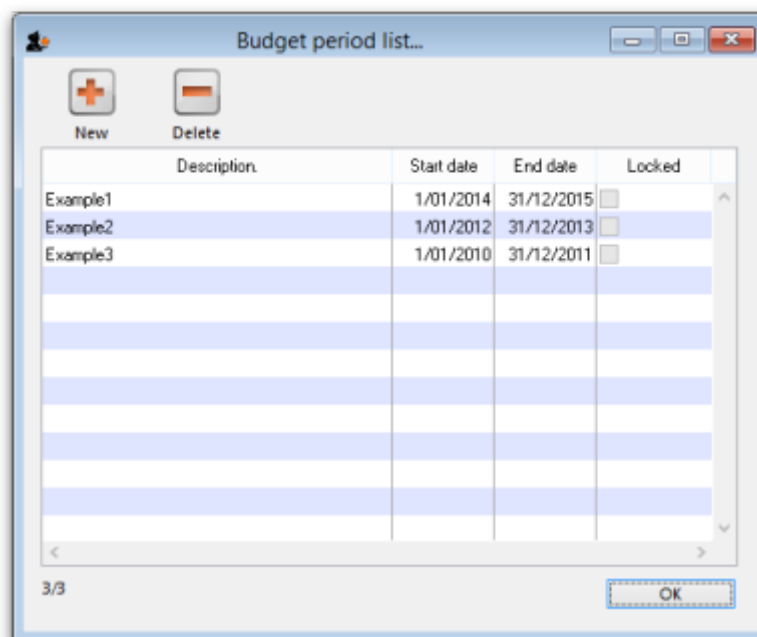 Budget period list...
New Delete
Description. Start date End date Locked
Example1 1/01/2014 31/12/2015
Example2 1/01/2012 31/12/2013
Example3 1/01/2010 31/12/2011
3/3
OK